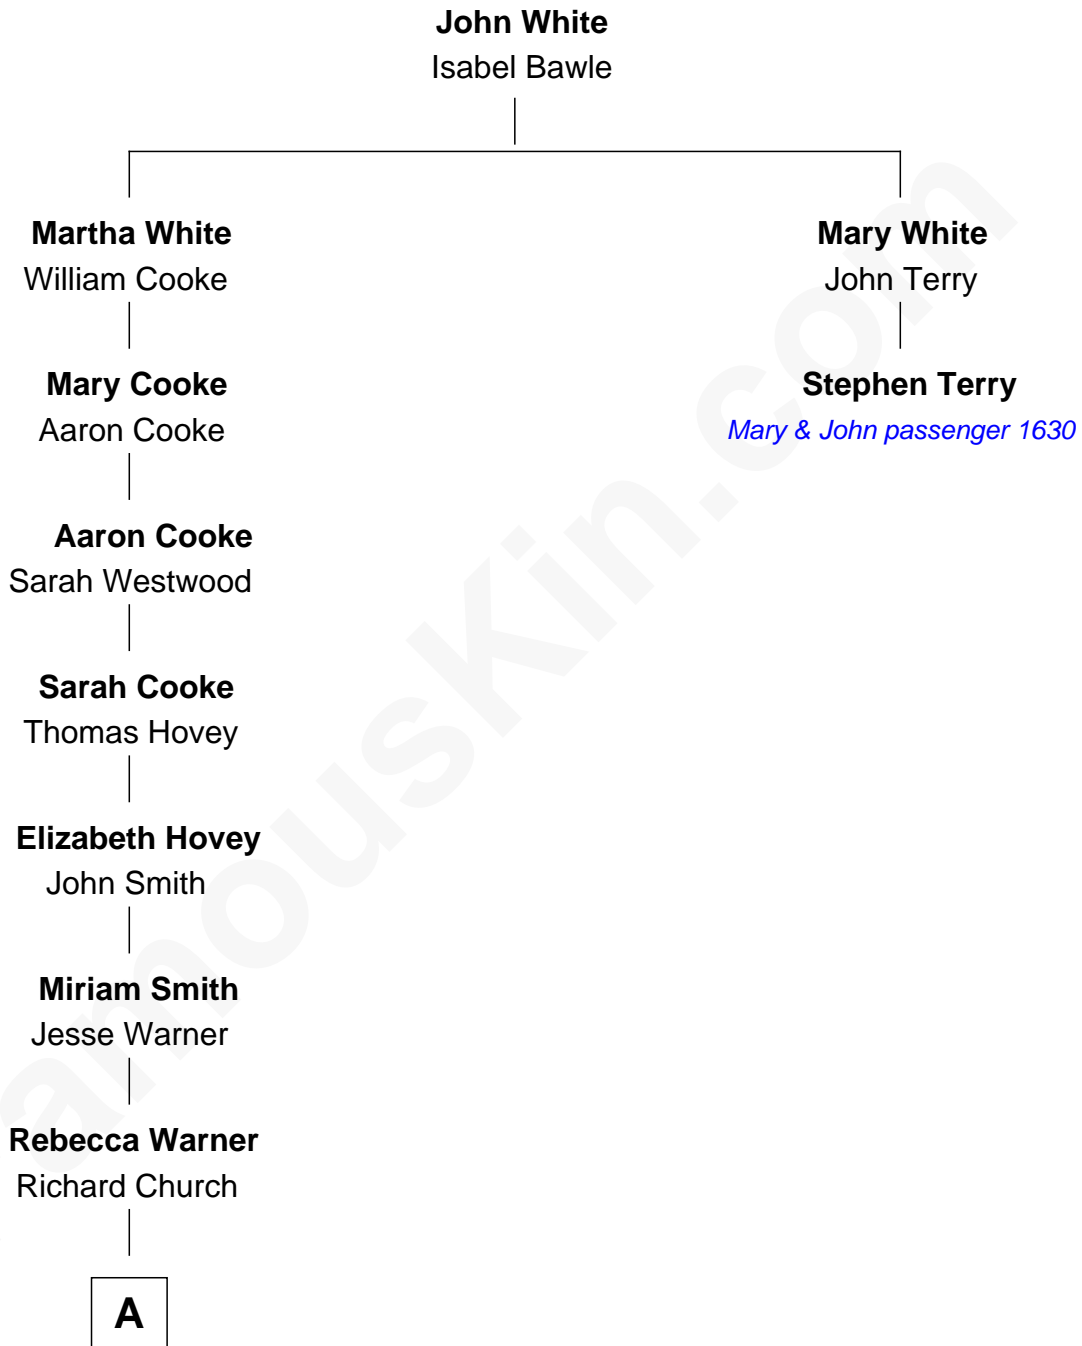 John White
Isabel Bawle
Martha White
William Cooke
Mary White
John Terry
Mary Cooke
Aaron Cooke
Stephen Terry
Mary & John passenger 1630
Aaron Cooke
Sarah Westwood
Sarah Cooke
Thomas Hovey
Elizabeth Hovey
John Smith
Miriam Smith
Jesse Warner
Rebecca Warner
Richard Church
A
amouskin.com